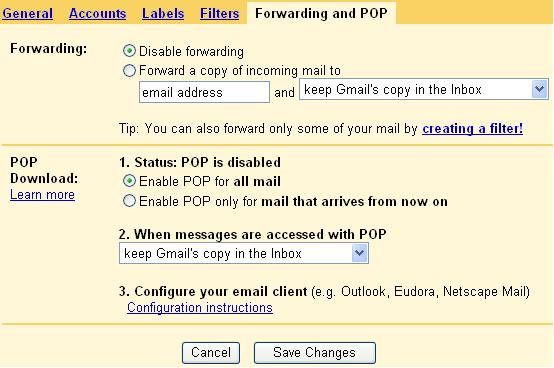 General Accounts Labels Filters Forwarding and POP
Forwarding:
Disable forwarding
Forward a copy of incoming mail to
email address and keep Gmail's copy in the Inbox
Tip: You can also forward only some of your mail by creating a filter!
POP Download:
Learn more
1. Status: POP is disabled
Enable POP for all mail
Enable POP only for mail that arrives from now on
2. When messages are accessed with POP
keep Gmail's copy in the Inbox
3. Configure your email client (e.g. Outlook, Eudora, Netscape Mail)
Configuration instructions
Cancel Save Changes